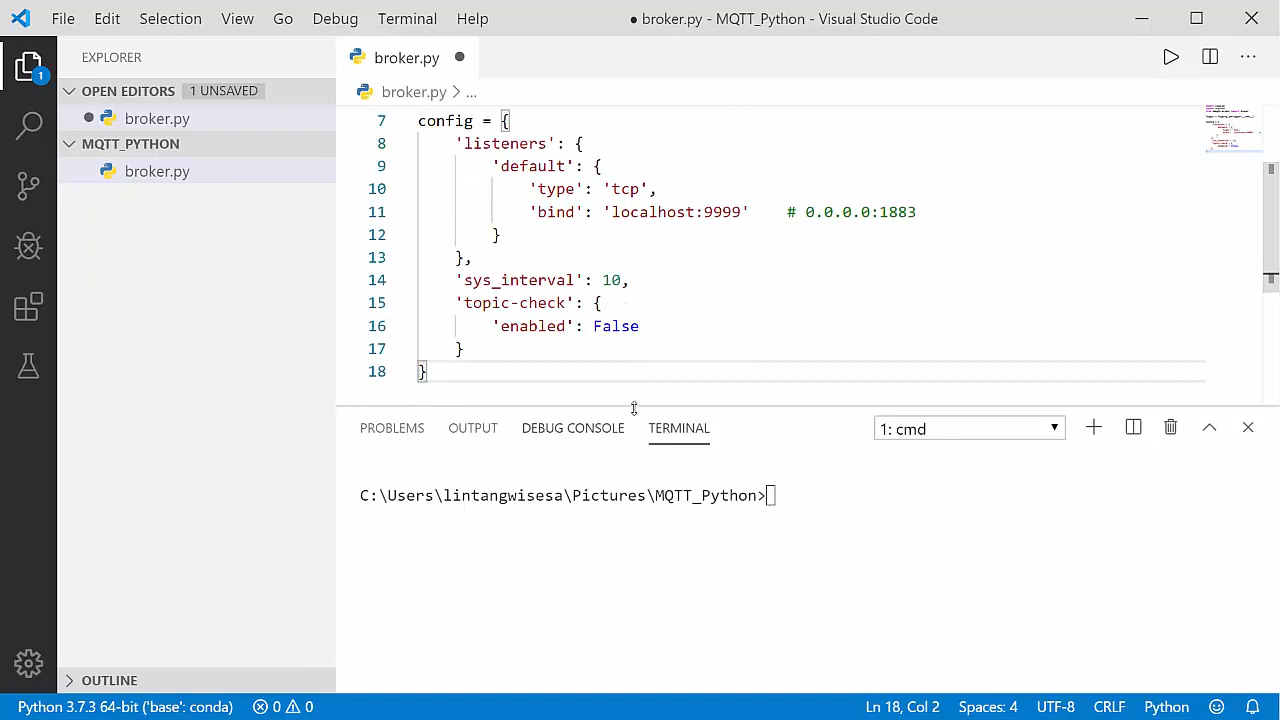 File Edit Selection View Go Debug Terminal Help ● broker.py - MQTT_Python - Visual Studio Code
EXPLORER
OPEN EDITORS 1 UNSAVED
broker.py
MQTT_PYTHON
broker.py
OUTLINE
1
broker.py
broker.py > ...
7 config = {
8 'listeners': {
9 'default': {
10 'type': 'tcp',
11 'bind': 'localhost:9999' # 0.0.0.0:1883
12 }
13 },
14 'sys_interval': 10,
15 'topic-check': {
16 'enabled': False
17 }
18 }
PROBLEMS OUTPUT DEBUG CONSOLE TERMINAL 1: cmd
C:\Users\lintangwisesa\Pictures\MQTT_Python>
Python 3.7.3 64-bit ('base': conda) 0 0 Ln 18, Col 2 Spaces: 4 UTF-8 CRLF Python